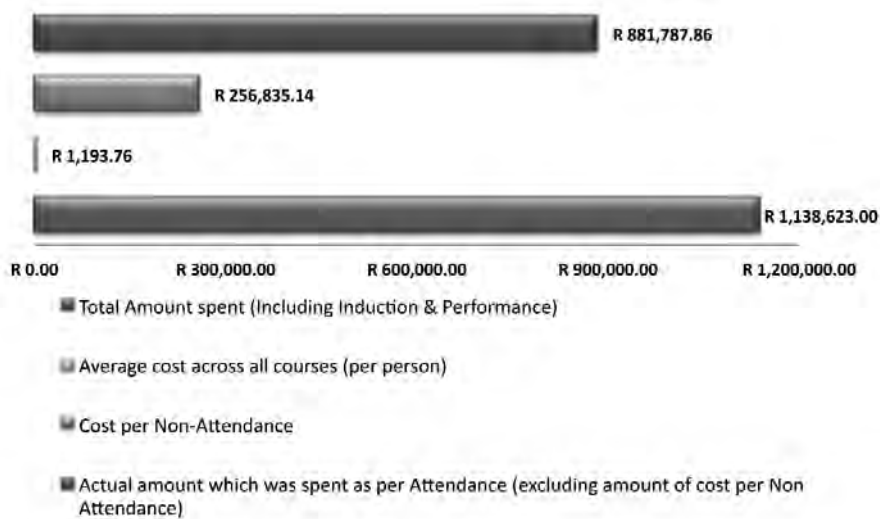 R 881,787.86
R 256,835.14
R 1,193.76
R 1,138,623.00
R 0.00 R 300,000.00 R 600,000.00 R 900,000.00 R 1,200,000.00
Total Amount spent (Including Induction & Performance)
Average cost across all courses (per person)
Cost per Non-Attendance
Actual amount which was spent as per Attendance (excluding amount of cost per Non
Attendance)